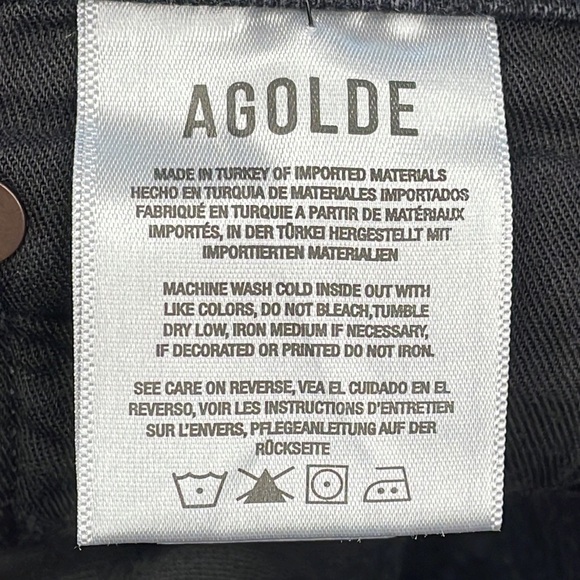 AGOLDE
MADE IN TURKEY OF IMPORTED MATERIALS
HECHO EN TURQUIA DE MATERIALES IMPORTADOS
FABRIQUÉ EN TURQUIE A PARTIR DE MATÉRIAUX
IMPORTÉS, IN DER TÜRKEI HERGESTELLT MIT
IMPORTIERTEN MATERIALIEN
MACHINE WASH COLD INSIDE OUT WITH
LIKE COLORS, DO NOT BLEACH,TUMBLE
DRY LOW, IRON MEDIUM IF NECESSARY,
IF DECORATED OR PRINTED DO NOT IRON.
SEE CARE ON REVERSE, VEA EL CUIDADO EN EL
REVERSO, VOIR LES INSTRUCTIONS D'ENTRETIEN
SUR L'ENVERS, PFLEGEANLEITUNG AUF DER
RÜCKSEITE